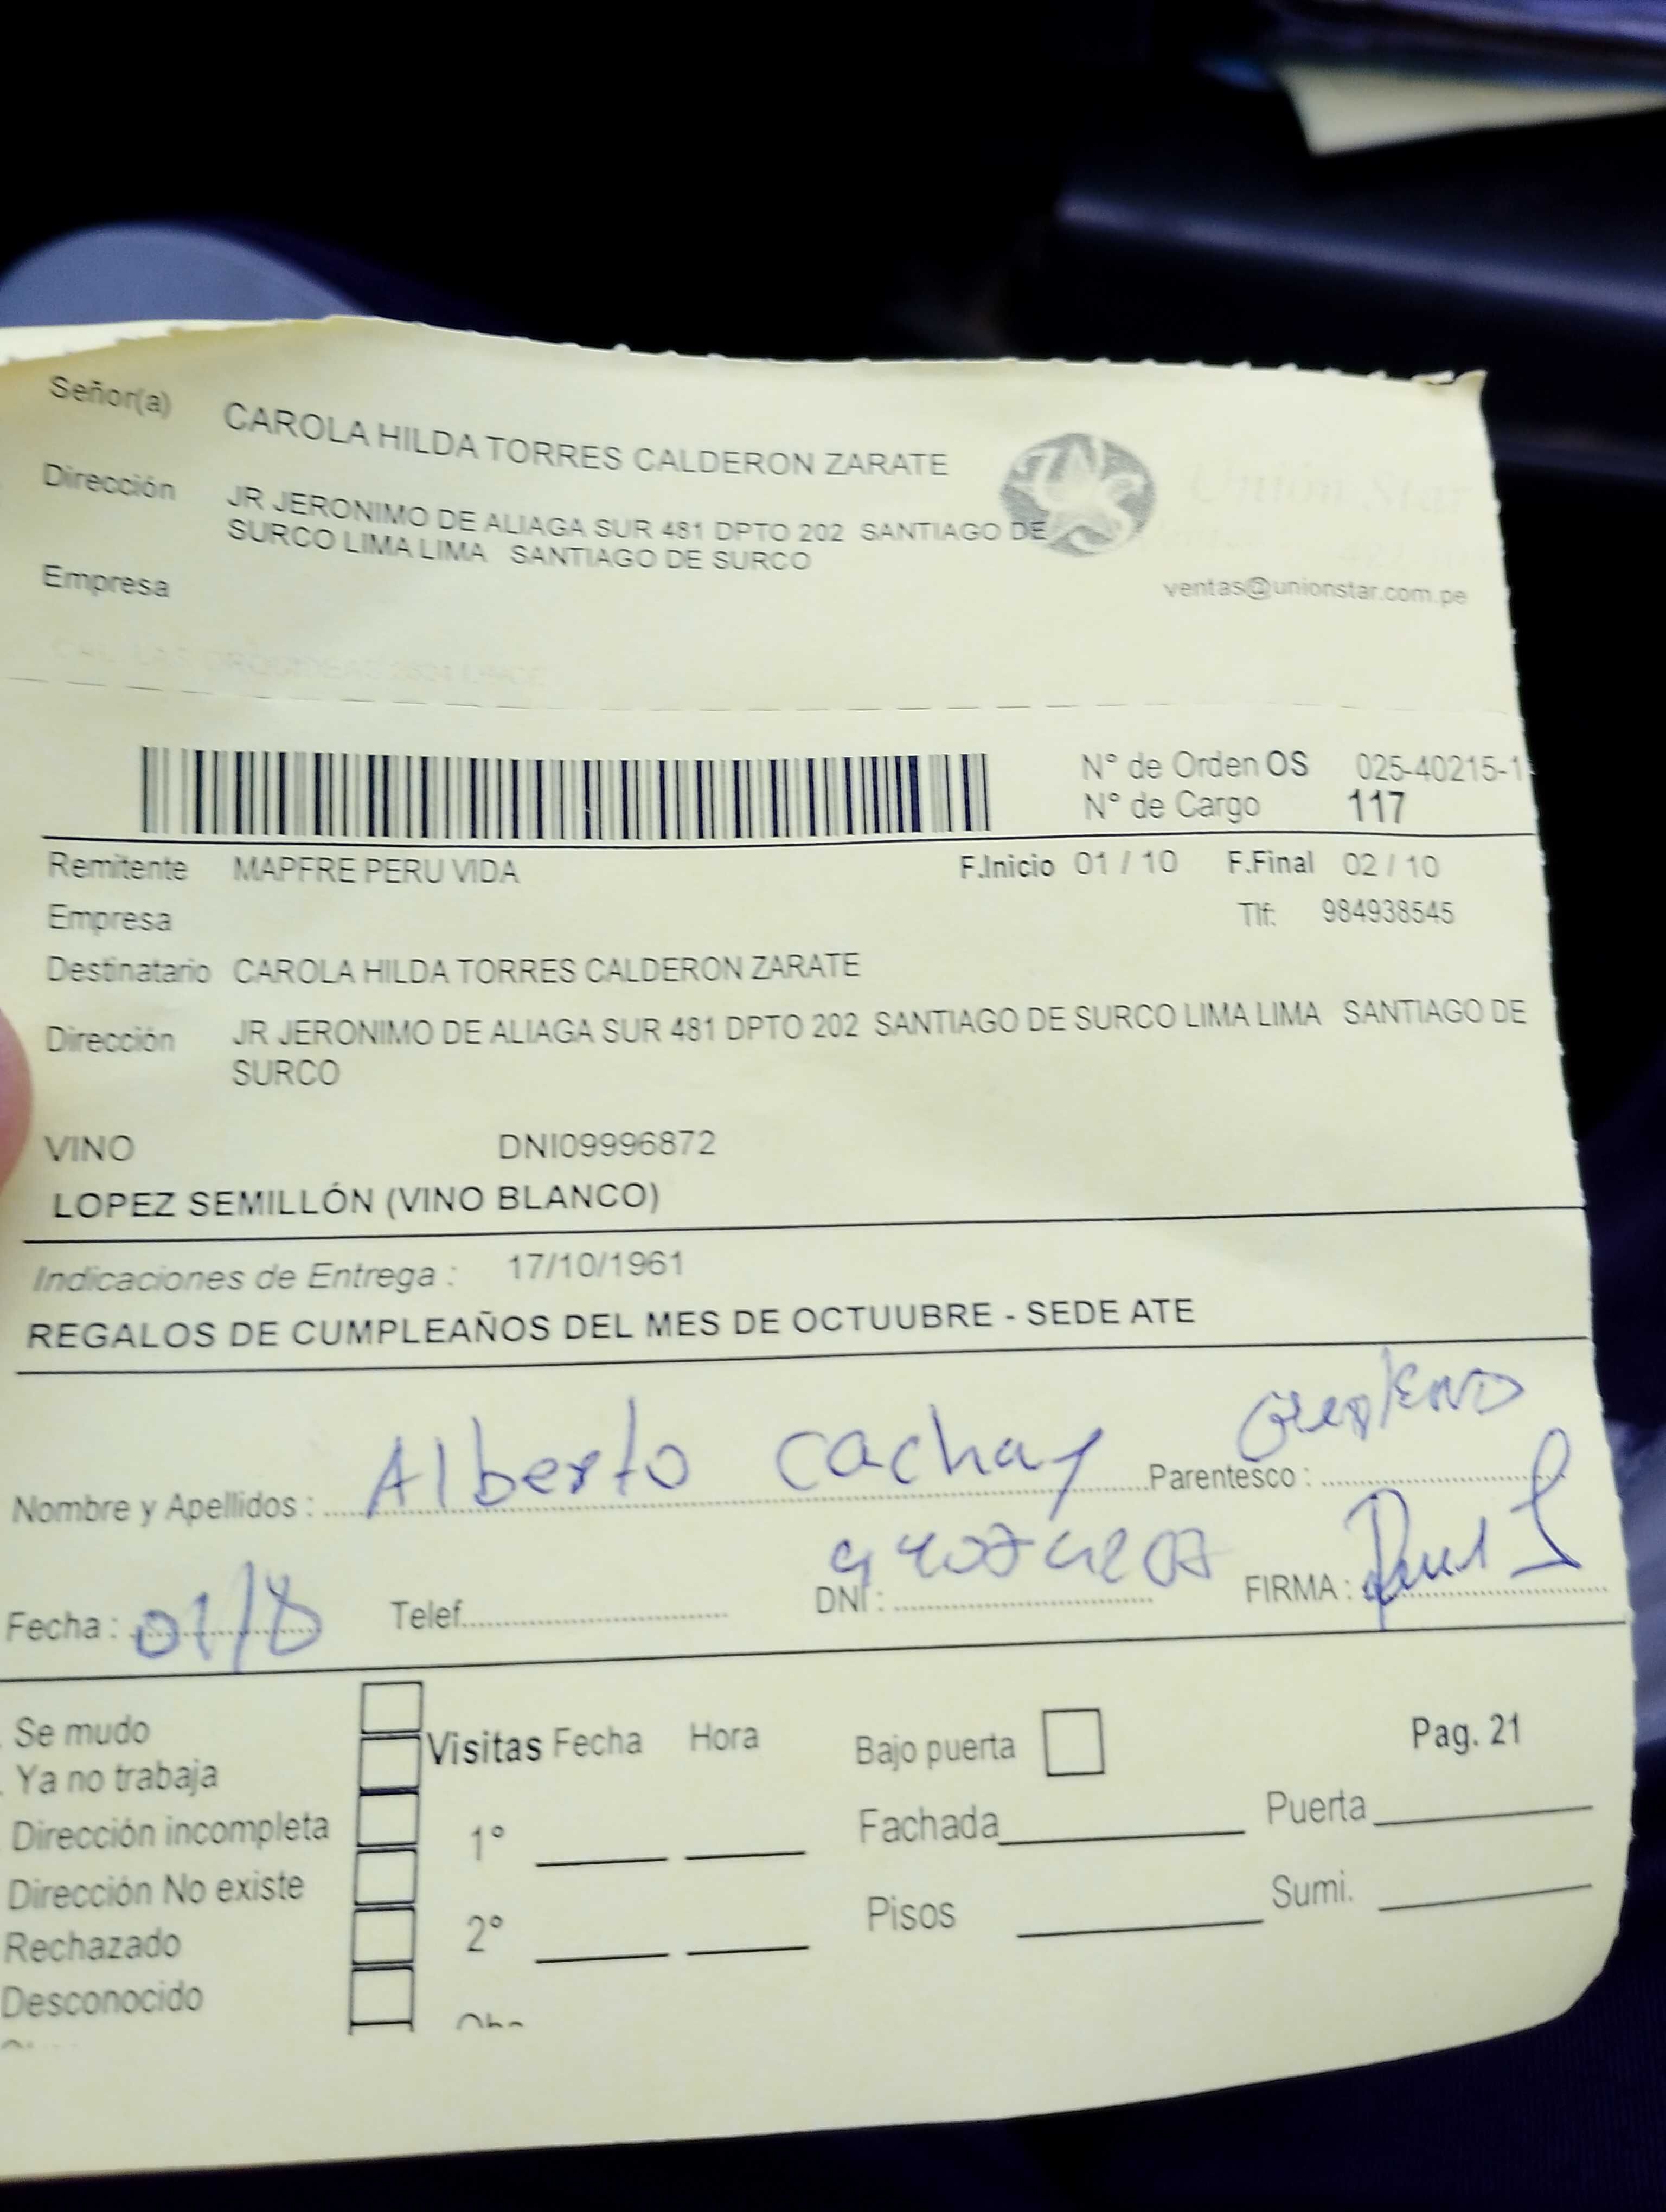 Señor(a) CAROLA HILDA TORRES CALDERON ZARATE
Dirección JR JERONIMO DE ALIAGA SUR 481 DPTO 202 SANTIAGO DE
SURCO LIMA LIMA SANTIAGO DE SURCO
Unión Star
ventas@unionstar.com.pe
Empresa
N° de Orden OS 025-40215-1
N° de Cargo 117
Remitente MAPFRE PERU VIDA F.Inicio 01 / 10 F.Final 02 / 10
Empresa Tlf: 984938545
Destinatario CAROLA HILDA TORRES CALDERON ZARATE
Dirección JR JERONIMO DE ALIAGA SUR 481 DPTO 202 SANTIAGO DE SURCO LIMA LIMA SANTIAGO DE
SURCO
VINO DNI09996872
LOPEZ SEMILLÓN (VINO BLANCO)
Indicaciones de Entrega : 17/10/1961
REGALOS DE CUMPLEAÑOS DEL MES DE OCTUUBRE - SEDE ATE
Nombre y Apellidos : Alberto cachay Parentesco :
Fecha : 01/ Telef. DNI : FIRMA :
Se mudo
Ya no trabaja
Dirección incompleta
Dirección No existe
Rechazado
Desconocido
Visitas Fecha Hora
1°
2°
Bajo puerta Pag. 21
Fachada Puerta
Pisos Sumi.